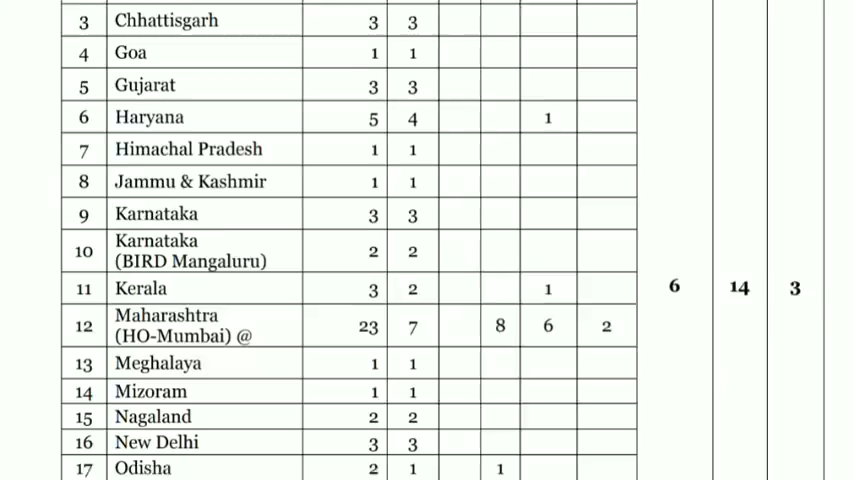 3 Chhattisgarh 3 3
4 Goa 1 1
5 Gujarat 3 3
6 Haryana 5 4 1
7 Himachal Pradesh 1 1
8 Jammu & Kashmir 1 1
9 Karnataka 3 3
10 Karnataka (BIRD Mangaluru) 2 2
11 Kerala 3 2 1
6 14 3
12 Maharashtra (HO-Mumbai) @ 23 7 8 6 2
13 Meghalaya 1 1
14 Mizoram 1 1
15 Nagaland 2 2
16 New Delhi 3 3
17 Odisha 2 1 1